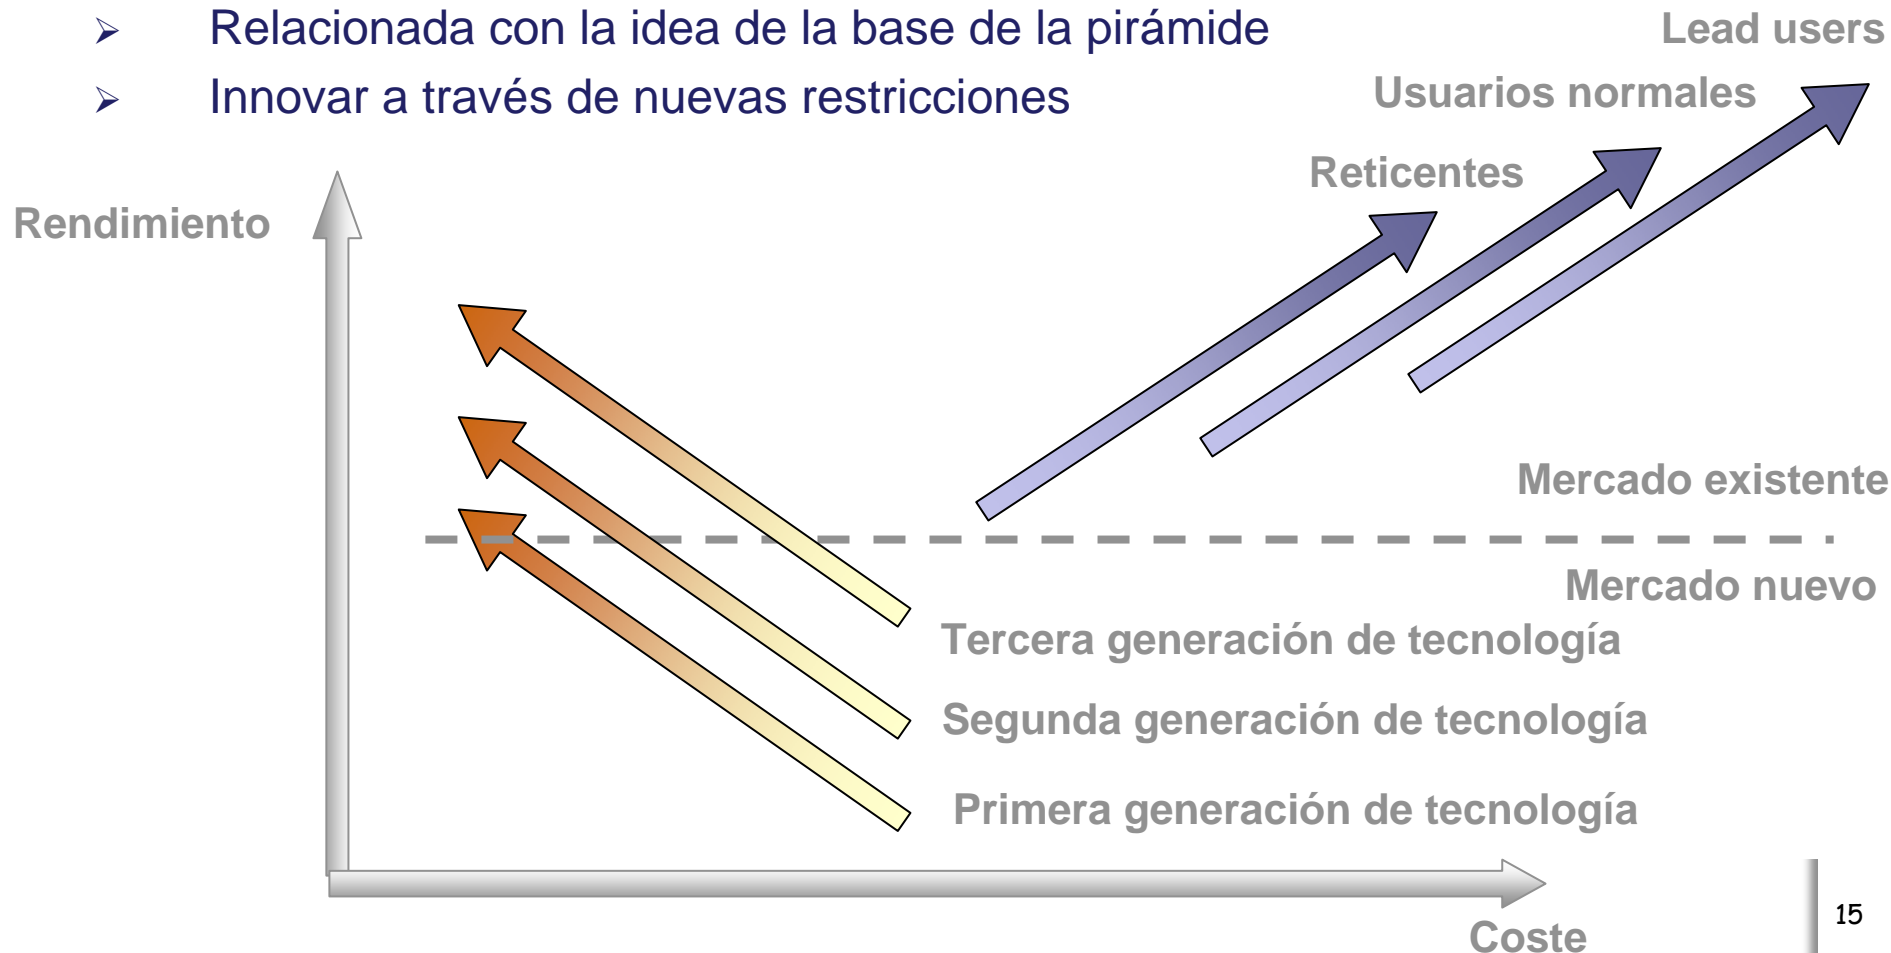 Relacionada con la idea de la base de la pirámide
Innovar a través de nuevas restricciones
Lead users
Usuarios normales
Reticentes
Rendimiento
Mercado existente
Mercado nuevo
Tercera generación de tecnología
Segunda generación de tecnología
Primera generación de tecnología
Coste
15